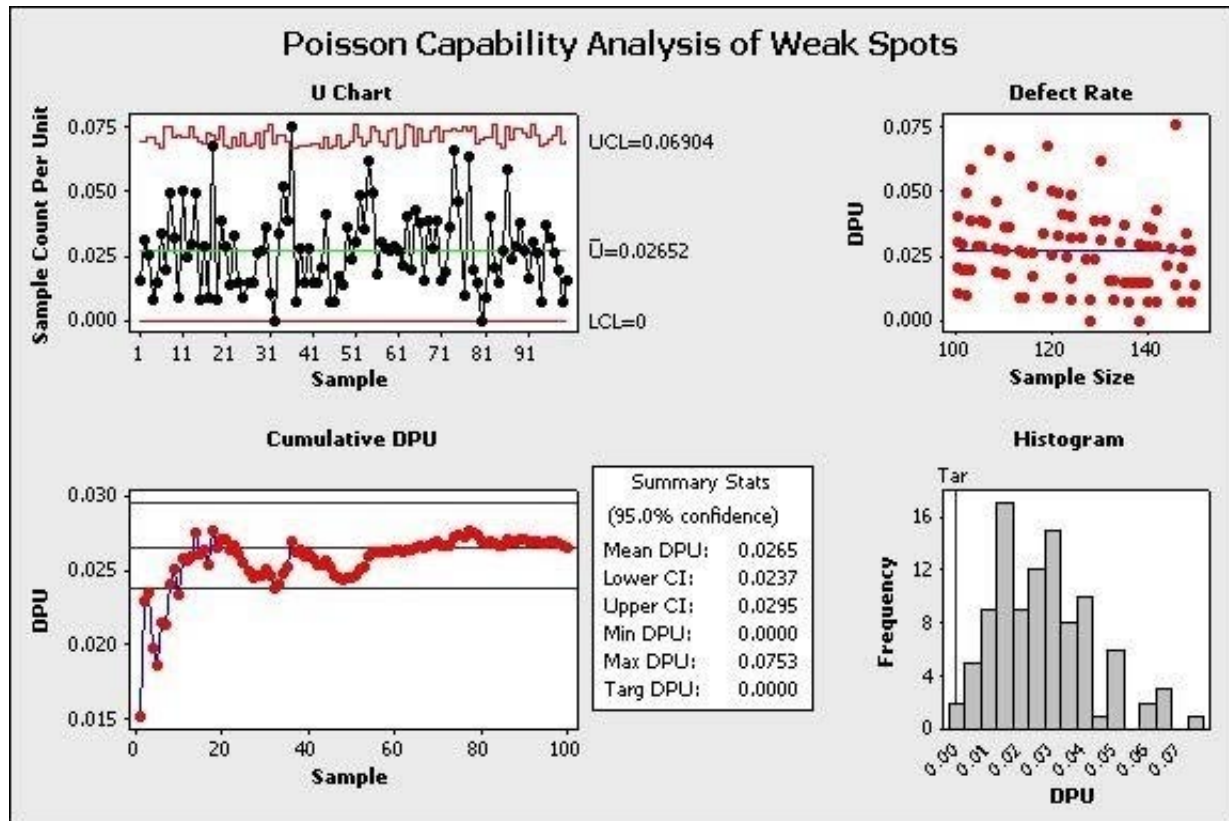 Poisson Capability Analysis of Weak Spots
U Chart
Sample Count Per Unit
0.075
0.050
0.025
0.000
1 11 21 31 41 51 61 71 81 91
Sample
UCL=0.06904
Ū=0.02652
LCL=0
Defect Rate
DPU
0.075
0.050
0.025
0.000
100 120 140
Sample Size
Cumulative DPU
DPU
0.030
0.025
0.020
0.015
0 20 40 60 80 100
Sample
Summary Stats
(95.0% confidence)
Mean DPU: 0.0265
Lower CI: 0.0237
Upper CI: 0.0295
Min DPU: 0.0000
Max DPU: 0.0753
Targ DPU: 0.0000
Histogram
Tar
Frequency
16
12
8
4
0
0.00 0.01 0.02 0.03 0.04 0.05 0.06 0.07
DPU